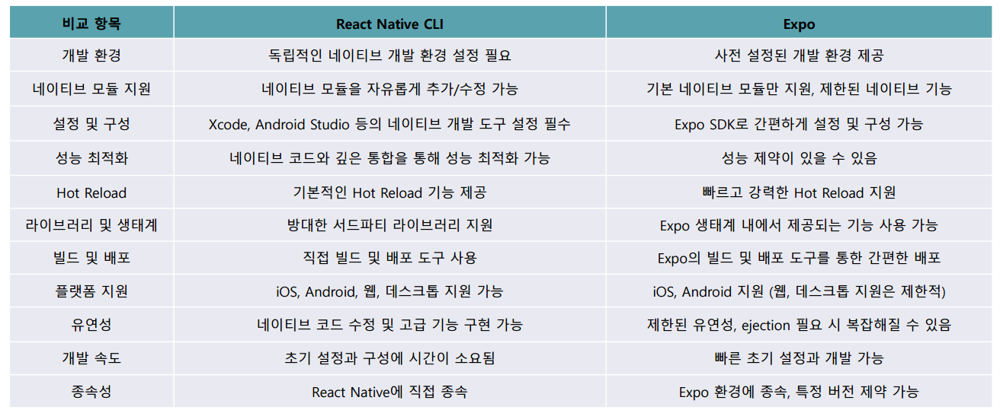 비교 항목 React Native CLI Expo
개발 환경 독립적인 네이티브 개발 환경 설정 필요 사전 설정된 개발 환경 제공
네이티브 모듈 지원 네이티브 모듈을 자유롭게 추가/수정 가능 기본 네이티브 모듈만 지원, 제한된 네이티브 기능
설정 및 구성 Xcode, Android Studio 등의 네이티브 개발 도구 설정 필수 Expo SDK로 간편하게 설정 및 구성 가능
성능 최적화 네이티브 코드와 깊은 통합을 통해 성능 최적화 가능 성능 제약이 있을 수 있음
Hot Reload 기본적인 Hot Reload 기능 제공 빠르고 강력한 Hot Reload 지원
라이브러리 및 생태계 방대한 서드파티 라이브러리 지원 Expo 생태계 내에서 제공되는 기능 사용 가능
빌드 및 배포 직접 빌드 및 배포 도구 사용 Expo의 빌드 및 배포 도구를 통한 간편한 배포
플랫폼 지원 iOS, Android, 웹, 데스크톱 지원 가능 iOS, Android 지원 (웹, 데스크톱 지원은 제한적)
유연성 네이티브 코드 수정 및 고급 기능 구현 가능 제한된 유연성, ejection 필요 시 복잡해질 수 있음
개발 속도 초기 설정과 구성에 시간이 소요됨 빠른 초기 설정과 개발 가능
종속성 React Native에 직접 종속 Expo 환경에 종속, 특정 버전 제약 가능